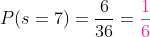 P(s = 7) = 6/36 = 1/6